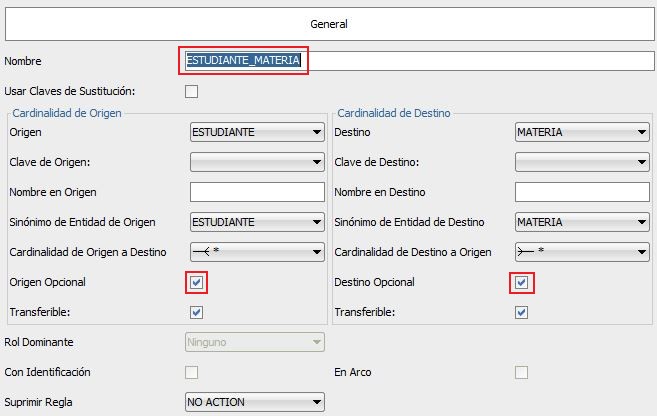 General
Nombre ESTUDIANTE_MATERIA
Usar Claves de Sustitución:
Cardinalidad de Origen Cardinalidad de Destino
Origen ESTUDIANTE Destino MATERIA
Clave de Origen: Clave de Destino:
Nombre en Origen Nombre en Destino
Sinónimo de Entidad de Origen ESTUDIANTE Sinónimo de Entidad de Destino MATERIA
Cardinalidad de Origen a Destino * Cardinalidad de Destino a Origen *
Origen Opcional Destino Opcional
Transferible: Transferible:
Rol Dominante Ninguno
Con Identificación En Arco
Suprimir Regla NO ACTION